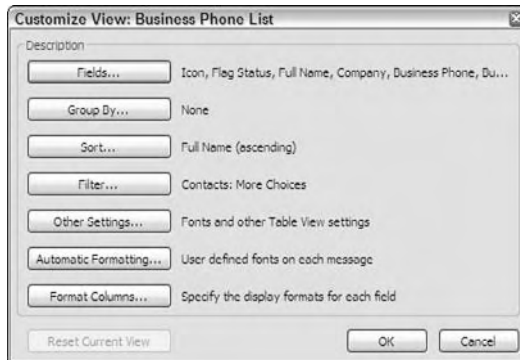 Customize View: Business Phone List
Description
Fields... Icon, Flag Status, Full Name, Company, Business Phone, Bu...
Group By... None
Sort... Full Name (ascending)
Filter... Contacts: More Choices
Other Settings... Fonts and other Table View settings
Automatic Formatting... User defined fonts on each message
Format Columns... Specify the display formats for each field
Reset Current View OK Cancel